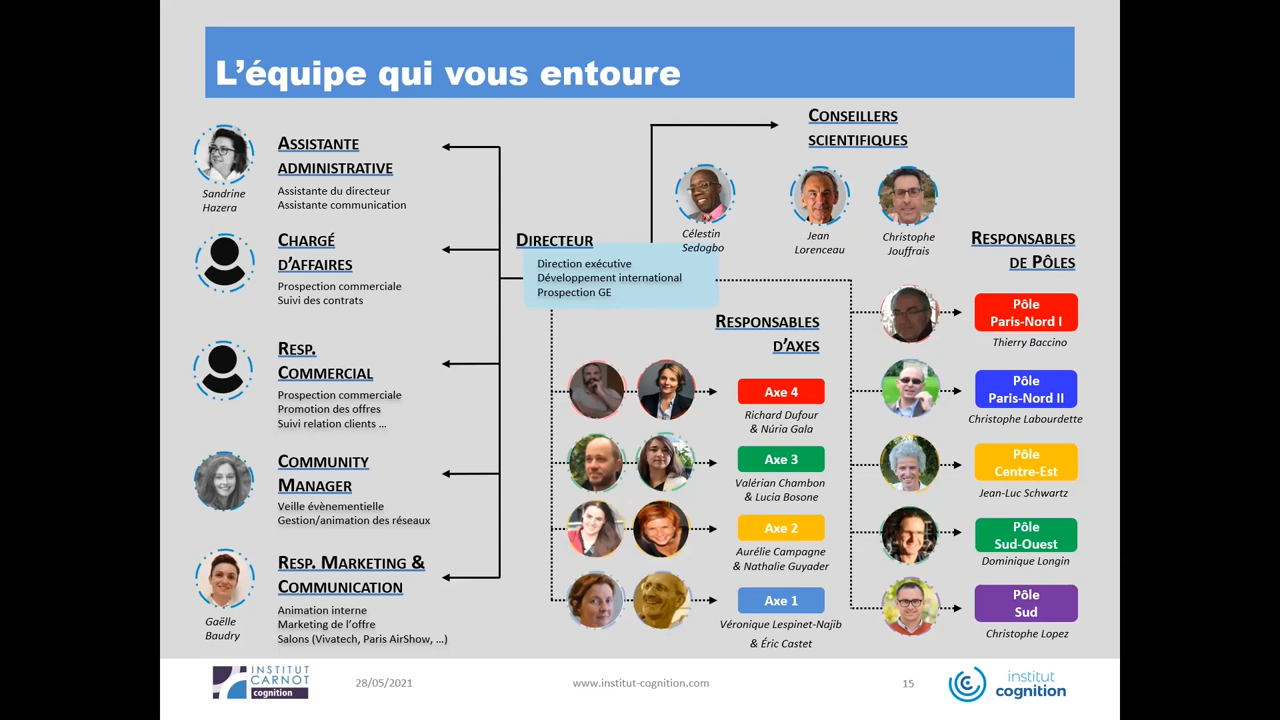 L’équipe qui vous entoure
Sandrine
Hazera
ASSISTANTE
ADMINISTRATIVE
Assistante du directeur
Assistante communication
CHARGÉ
D’AFFAIRES
Prospection commerciale
Suivi des contrats
RESP.
COMMERCIAL
Prospection commerciale
Promotion des offres
Suivi relation clients ...
COMMUNITY
MANAGER
Veille évènementielle
Gestion/animation des réseaux
Gaëlle
Baudry
RESP. MARKETING &
COMMUNICATION
Animation interne
Marketing de l’offre
Salons (Vivatech, Paris AirShow, ...)
DIRECTEUR
Direction exécutive
Développement international
Prospection GE
CONSEILLERS
SCIENTIFIQUES
Célestin
Sedogbo
Jean
Lorenceau
Christophe
Jouffrais
RESPONSABLES
D’AXES
Axe 4
Richard Dufour
& Núria Gala
Axe 3
Valérian Chambon
& Lucia Bosone
Axe 2
Aurélie Campagne
& Nathalie Guyader
Axe 1
Véronique Lespinet-Najib
& Éric Castet
RESPONSABLES
DE PÔLES
Pôle
Paris-Nord I
Thierry Baccino
Pôle
Paris-Nord II
Christophe Labourdette
Pôle
Centre-Est
Jean-Luc Schwartz
Pôle
Sud-Ouest
Dominique Longin
Pôle
Sud
Christophe Lopez
INSTITUT
CARNOT
cognition
28/05/2021
www.institut-cognition.com
15
institut
cognition